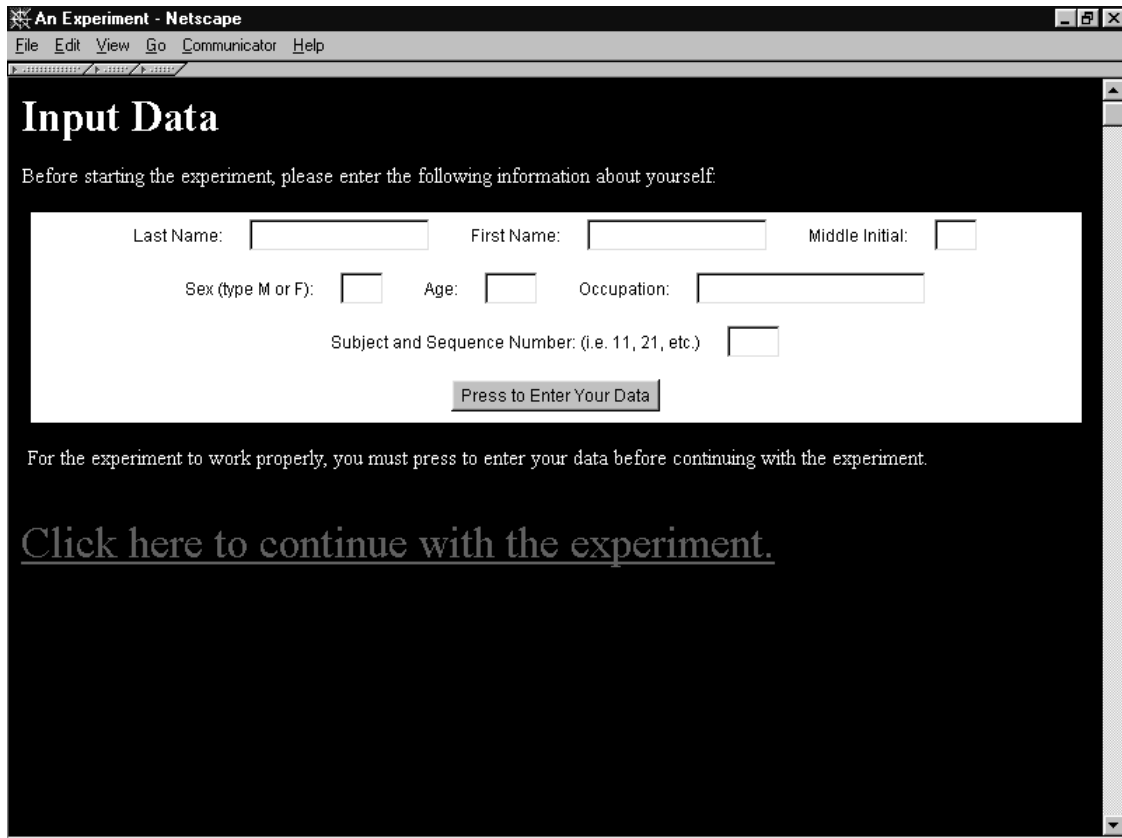 An Experiment - Netscape
File Edit View Go Communicator Help
Input Data
Before starting the experiment, please enter the following information about yourself:
Last Name: First Name: Middle Initial:
Sex (type M or F): Age: Occupation:
Subject and Sequence Number: (i.e. 11, 21, etc.)
Press to Enter Your Data
For the experiment to work properly, you must press to enter your data before continuing with the experiment.
Click here to continue with the experiment.